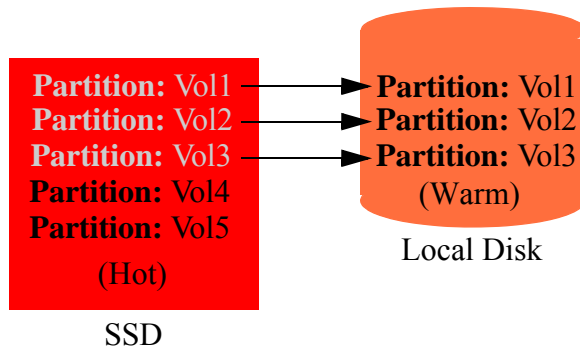 Partition: Vol1
Partition: Vol2
Partition: Vol3
Partition: Vol4
Partition: Vol5
(Hot)
SSD
Partition: Vol1
Partition: Vol2
Partition: Vol3
(Warm)
Local Disk